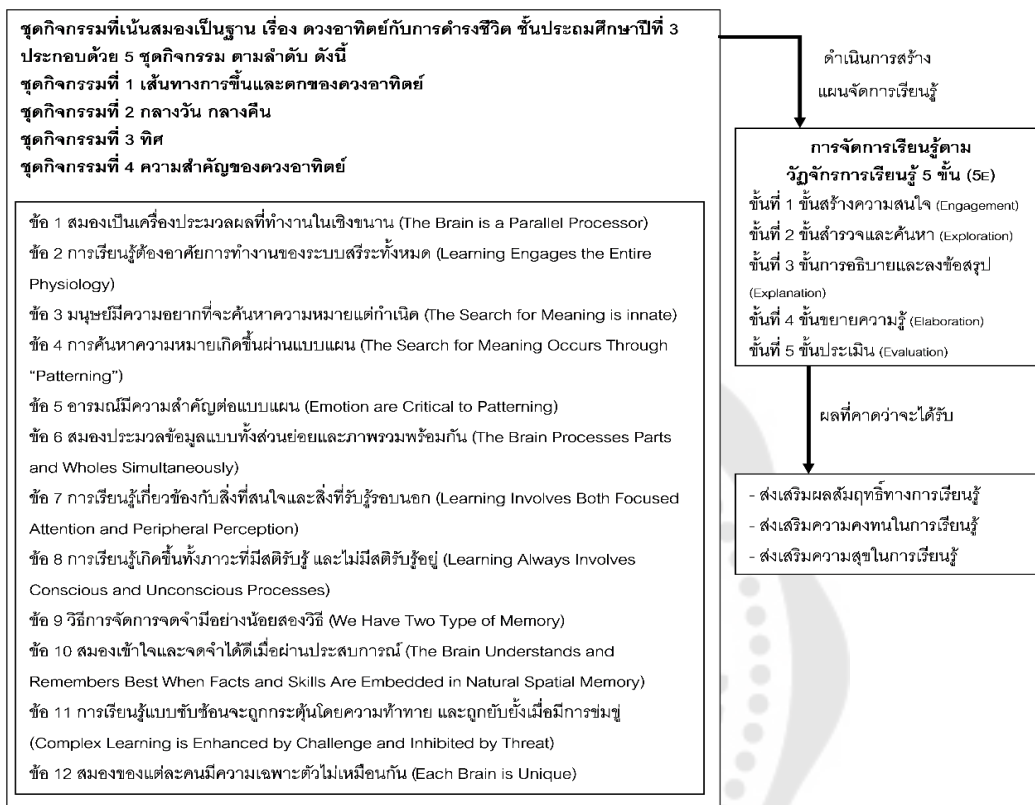 ชุดกิจกรรมที่เน้นสมองเป็นฐาน เรื่อง ดวงอาทิตย์กับการดำรงชีวิต ชั้นประถมศึกษาปีที่ 3
ประกอบด้วย 5 ชุดกิจกรรม ตามลำดับ ดังนี้
ชุดกิจกรรมที่ 1 เส้นทางการขึ้นและตกของดวงอาทิตย์
ชุดกิจกรรมที่ 2 กลางวัน กลางคืน
ชุดกิจกรรมที่ 3 ทิศ
ชุดกิจกรรมที่ 4 ความสำคัญของดวงอาทิตย์
ข้อ 1 สมองเป็นเครื่องประมวลผลที่ทำงานในเชิงขนาน (The Brain is a Parallel Processor)
ข้อ 2 การเรียนรู้ต้องอาศัยการทำงานของระบบสรีระทั้งหมด (Learning Engages the Entire
Physiology)
ข้อ 3 มนุษย์มีความอยากที่จะค้นหาความหมายแต่กำเนิด (The Search for Meaning is innate)
ข้อ 4 การค้นหาความหมายเกิดขึ้นผ่านแบบแผน (The Search for Meaning Occurs Through
“Patterning”)
ข้อ 5 อารมณ์มีความสำคัญต่อแบบแผน (Emotion are Critical to Patterning)
ข้อ 6 สมองประมวลข้อมูลแบบทั้งส่วนย่อยและภาพรวมพร้อมกัน (The Brain Processes Parts
and Wholes Simultaneously)
ข้อ 7 การเรียนรู้เกี่ยวข้องกับสิ่งที่สนใจและสิ่งที่รับรู้รอบนอก (Learning Involves Both Focused
Attention and Peripheral Perception)
ข้อ 8 การเรียนรู้เกิดขึ้นทั้งภาวะที่มีสติรับรู้ และไม่มีสติรับรู้อยู่ (Learning Always Involves
Conscious and Unconscious Processes)
ข้อ 9 วิธีการจัดการจดจำมีอย่างน้อยสองวิธี (We Have Two Type of Memory)
ข้อ 10 สมองเข้าใจและจดจำได้ดีเมื่อผ่านประสบการณ์ (The Brain Understands and
Remembers Best When Facts and Skills Are Embedded in Natural Spatial Memory)
ข้อ 11 การเรียนรู้แบบซับซ้อนจะถูกกระตุ้นโดยความท้าทาย และถูกยับยั้งเมื่อมีการข่มขู่
(Complex Learning is Enhanced by Challenge and Inhibited by Threat)
ข้อ 12 สมองของแต่ละคนมีความเฉพาะตัวไม่เหมือนกัน (Each Brain is Unique)
ดำเนินการสร้าง
แผนจัดการเรียนรู้
การจัดการเรียนรู้ตาม
วัฏจักรการเรียนรู้ 5 ขั้น (5E)
ขั้นที่ 1 ขั้นสร้างความสนใจ (Engagement)
ขั้นที่ 2 ขั้นสำรวจและค้นหา (Exploration)
ขั้นที่ 3 ขั้นการอธิบายและลงข้อสรุป
(Explanation)
ขั้นที่ 4 ขั้นขยายความรู้ (Elaboration)
ขั้นที่ 5 ขั้นประเมิน (Evaluation)
ผลที่คาดว่าจะได้รับ
- ส่งเสริมผลสัมฤทธิ์ทางการเรียนรู้
- ส่งเสริมความคงทนในการเรียนรู้
- ส่งเสริมความสุขในการเรียนรู้